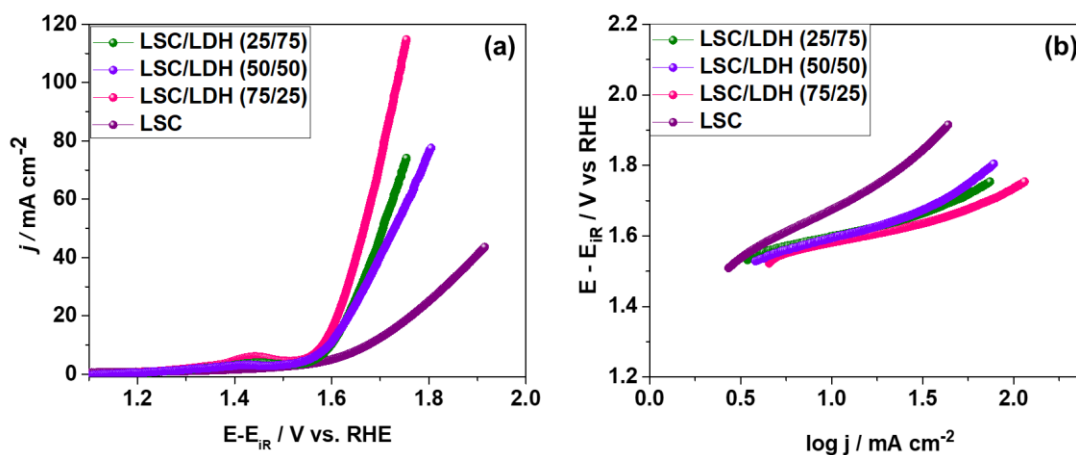 (a)
LSC/LDH (25/75)
LSC/LDH (50/50)
LSC/LDH (75/25)
LSC
120
100
80
60
40
20
0
j / mA cm⁻²
1.2
1.4
1.6
1.8
2.0
E-E_iR / V vs. RHE
(b)
LSC/LDH (25/75)
LSC/LDH (50/50)
LSC/LDH (75/25)
LSC
2.2
2.0
1.8
1.6
1.4
1.2
E - E_iR / V vs RHE
0.0
0.5
1.0
1.5
2.0
log j / mA cm⁻²